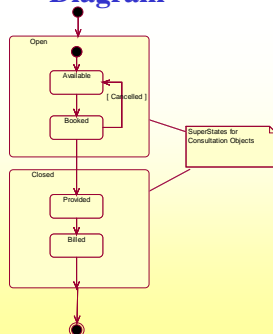 Diagram
Open
Available
[ Cancelled ]
Booked
SuperStates for
Consultation Objects
Closed
Provided
Billed